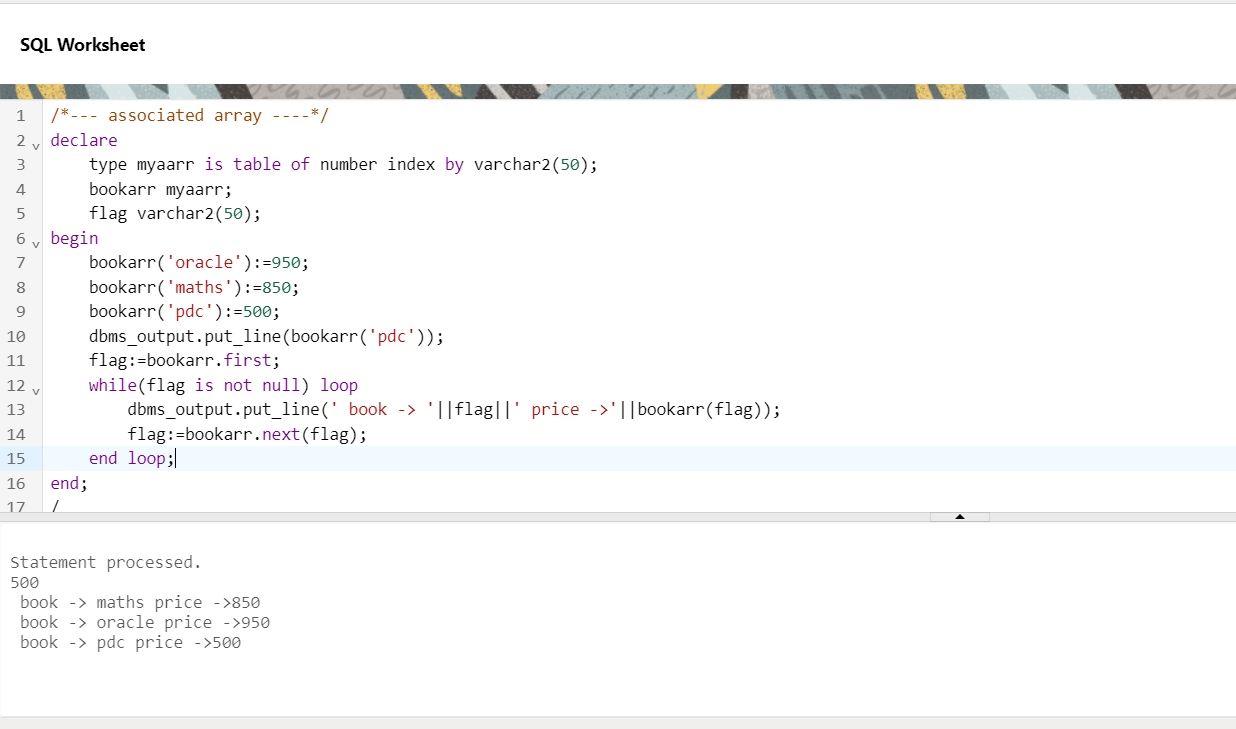 SQL Worksheet
1 /*--- associated array ----*/
2 declare
3     type myaarr is table of number index by varchar2(50);
4     bookarr myaarr;
5     flag varchar2(50);
6 begin
7     bookarr('oracle'):=950;
8     bookarr('maths'):=850;
9     bookarr('pdc'):=500;
10     dbms_output.put_line(bookarr('pdc'));
11     flag:=bookarr.first;
12     while(flag is not null) loop
13         dbms_output.put_line(' book -> '||flag||' price ->'||bookarr(flag));
14         flag:=bookarr.next(flag);
15     end loop;
16 end;
17 /
Statement processed.
500
 book -> maths price ->850
 book -> oracle price ->950
 book -> pdc price ->500